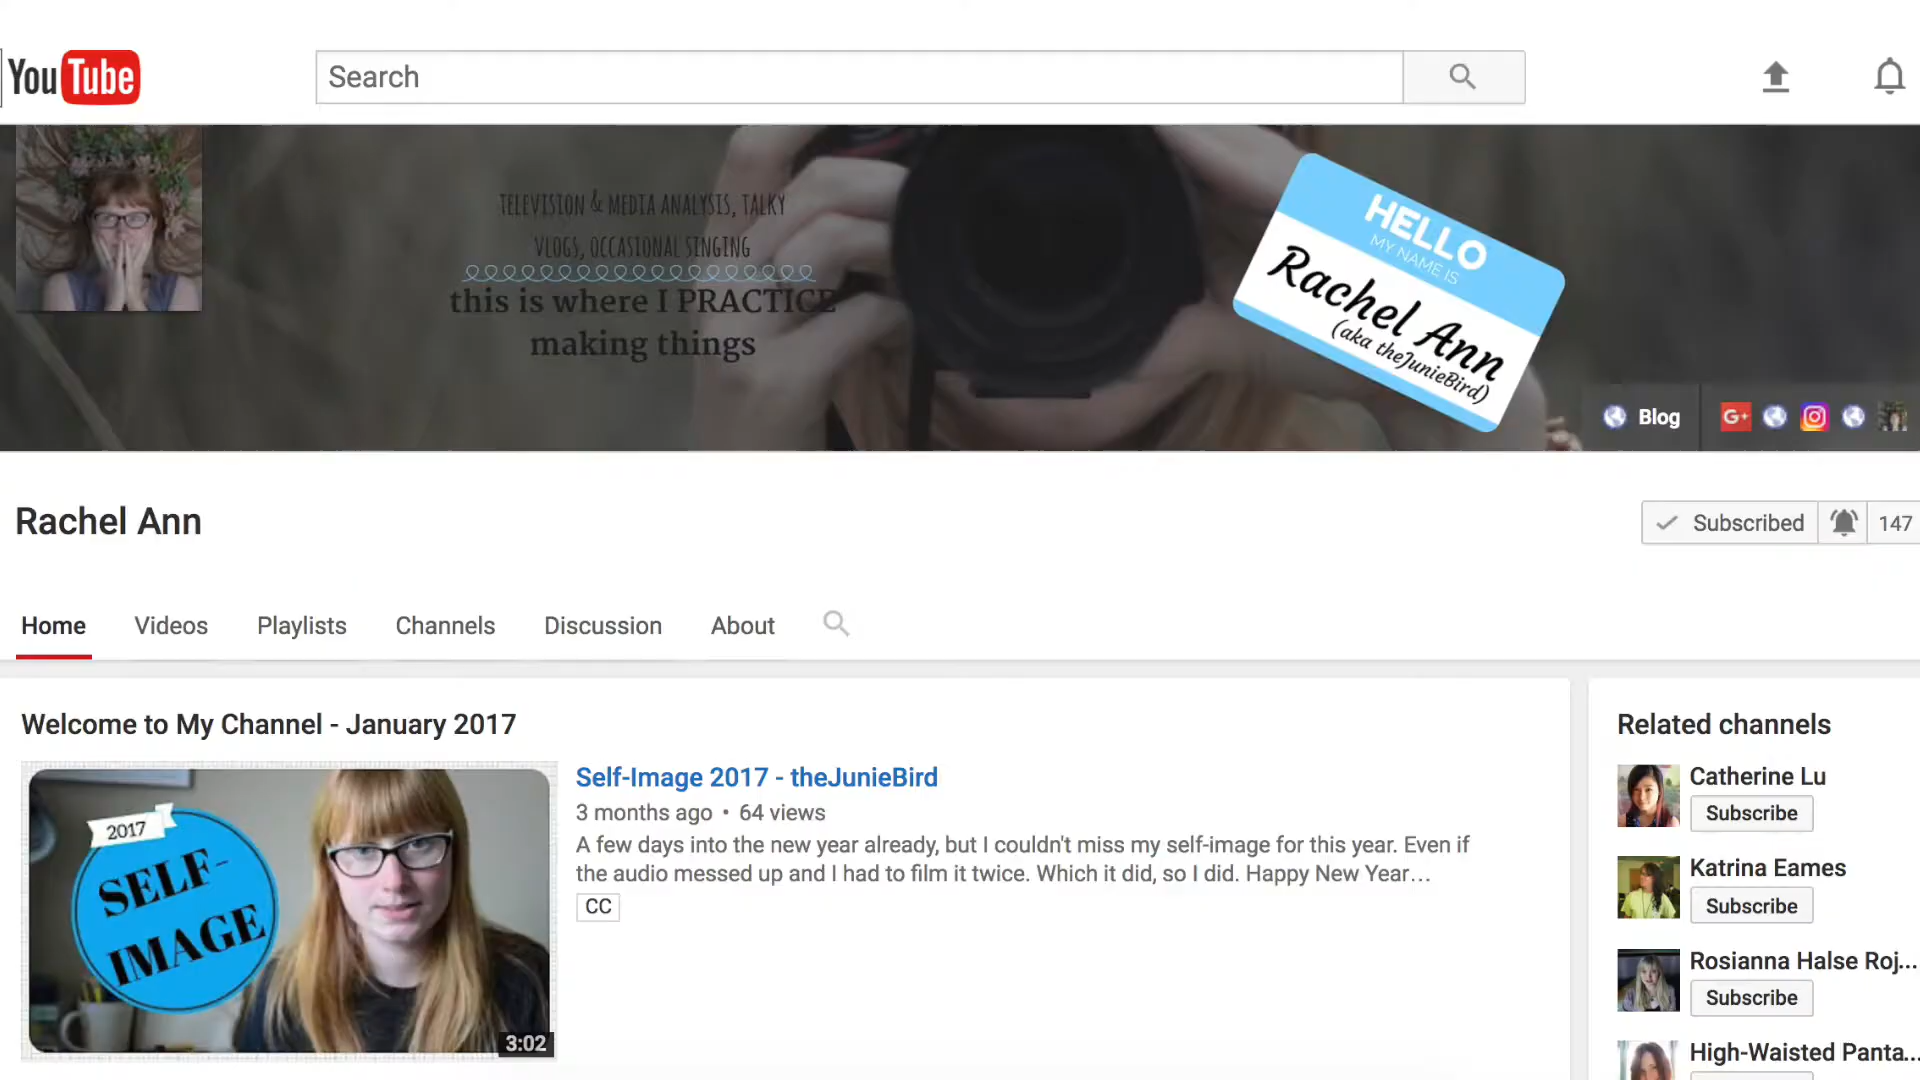 YouTube
Search
TELEVISION & MEDIA ANALYSIS, TALKY
VLOGS, OCCASIONAL SINGING
this is where I PRACTICE
making things
HELLO
MY NAME IS
Rachel Ann
(aka theJunieBird)
Blog
G+
Rachel Ann
Subscribed
147
Home Videos Playlists Channels Discussion About
Welcome to My Channel - January 2017
2017
SELF-
IMAGE
3:02
Self-Image 2017 - theJunieBird
3 months ago • 64 views
A few days into the new year already, but I couldn't miss my self-image for this year. Even if
the audio messed up and I had to film it twice. Which it did, so I did. Happy New Year...
CC
Related channels
Catherine Lu
Subscribe
Katrina Eames
Subscribe
Rosianna Halse Roj...
Subscribe
High-Waisted Panta...